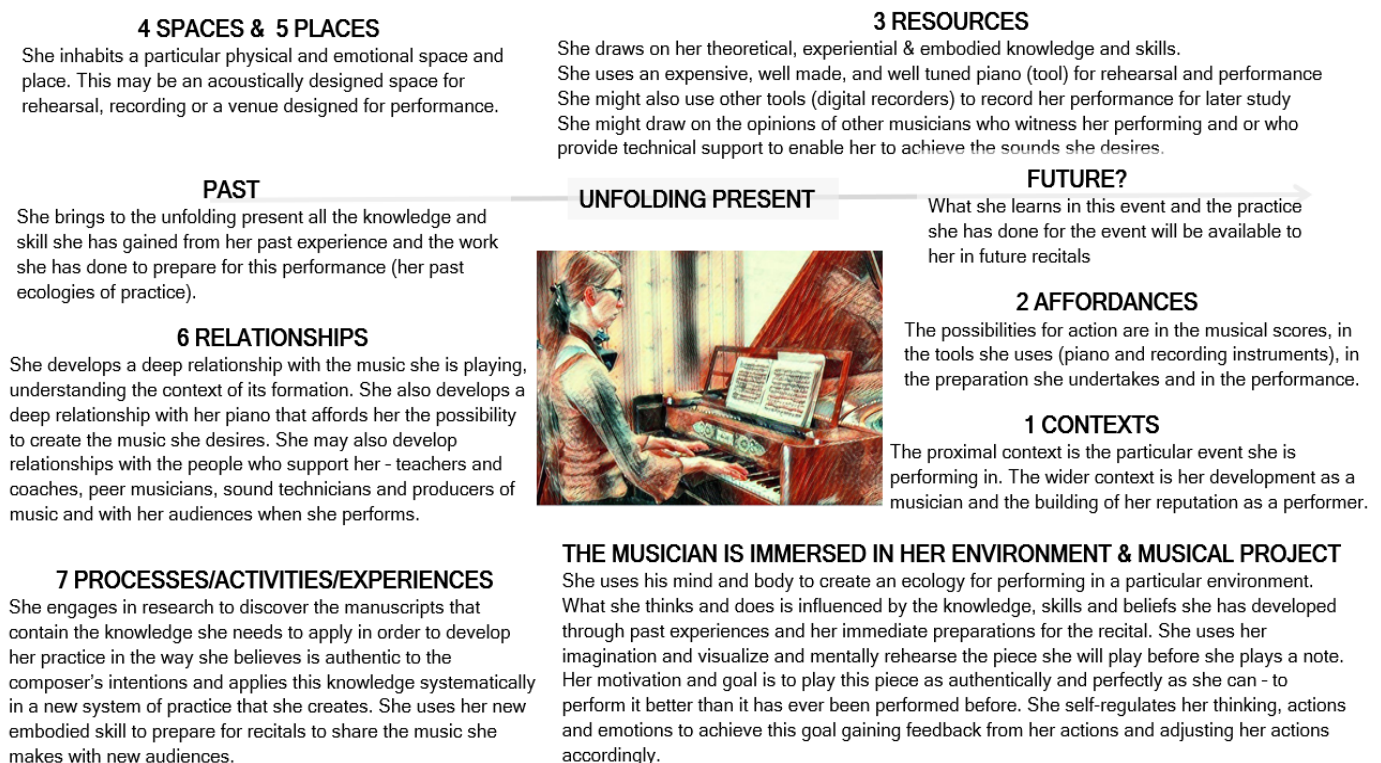 4 SPACES & 5 PLACES
She inhabits a particular physical and emotional space and
place. This may be an acoustically designed space for
rehearsal, recording or a venue designed for performance.
3 RESOURCES
She draws on her theoretical, experiential & embodied knowledge and skills.
She uses an expensive, well made, and well tuned piano (tool) for rehearsal and performance
She might also use other tools (digital recorders) to record her performance for later study
She might draw on the opinions of other musicians who witness her performing and or who
provide technical support to enable her to achieve the sounds she desires.
PAST
She brings to the unfolding present all the knowledge and
skill she has gained from her past experience and the work
she has done to prepare for this performance (her past
ecologies of practice).
UNFOLDING PRESENT
FUTURE?
What she learns in this event and the practice
she has done for the event will be available to
her in future recitals
6 RELATIONSHIPS
She develops a deep relationship with the music she is playing,
understanding the context of its formation. She also develops a
deep relationship with her piano that affords her the possibility
to create the music she desires. She may also develop
relationships with the people who support her - teachers and
coaches, peer musicians, sound technicians and producers of
music and with her audiences when she performs.
2 AFFORDANCES
The possibilities for action are in the musical scores, in
the tools she uses (piano and recording instruments), in
the preparation she undertakes and in the performance.
1 CONTEXTS
The proximal context is the particular event she is
performing in. The wider context is her development as a
musician and the building of her reputation as a performer.
7 PROCESSES/ACTIVITIES/EXPERIENCES
She engages in research to discover the manuscripts that
contain the knowledge she needs to apply in order to develop
her practice in the way she believes is authentic to the
composer's intentions and applies this knowledge systematically
in a new system of practice that she creates. She uses her new
embodied skill to prepare for recitals to share the music she
makes with new audiences.
THE MUSICIAN IS IMMERSED IN HER ENVIRONMENT & MUSICAL PROJECT
She uses his mind and body to create an ecology for performing in a particular environment.
What she thinks and does is influenced by the knowledge, skills and beliefs she has developed
through past experiences and her immediate preparations for the recital. She uses her
imagination and visualize and mentally rehearse the piece she will play before she plays a note.
Her motivation and goal is to play this piece as authentically and perfectly as she can - to
perform it better than it has ever been performed before. She self-regulates her thinking, actions
and emotions to achieve this goal gaining feedback from her actions and adjusting her actions
accordingly.